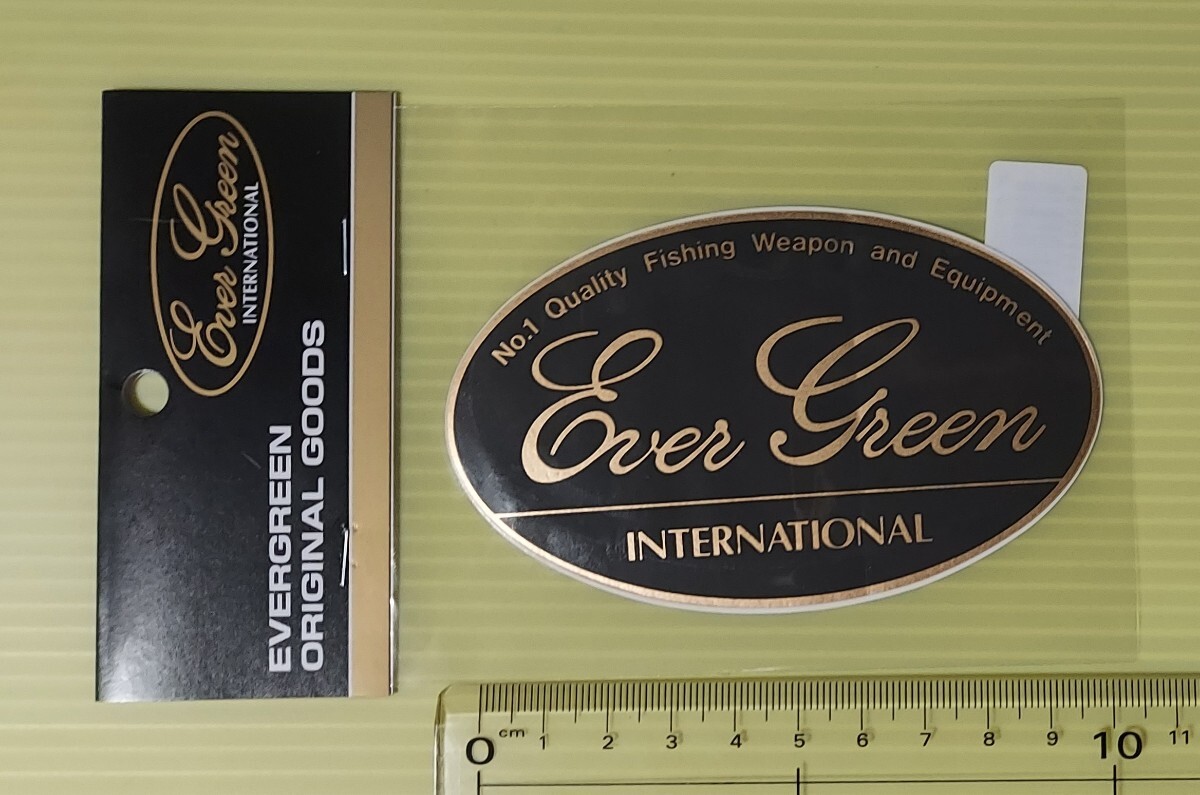 Ever Green
INTERNATIONAL
EVERGREEN
ORIGINAL GOODS
No.1 Quality Fishing Weapon and Equipment
Ever Green
INTERNATIONAL
0 cm 1 2 3 4 5 6 7 8 9 10 11